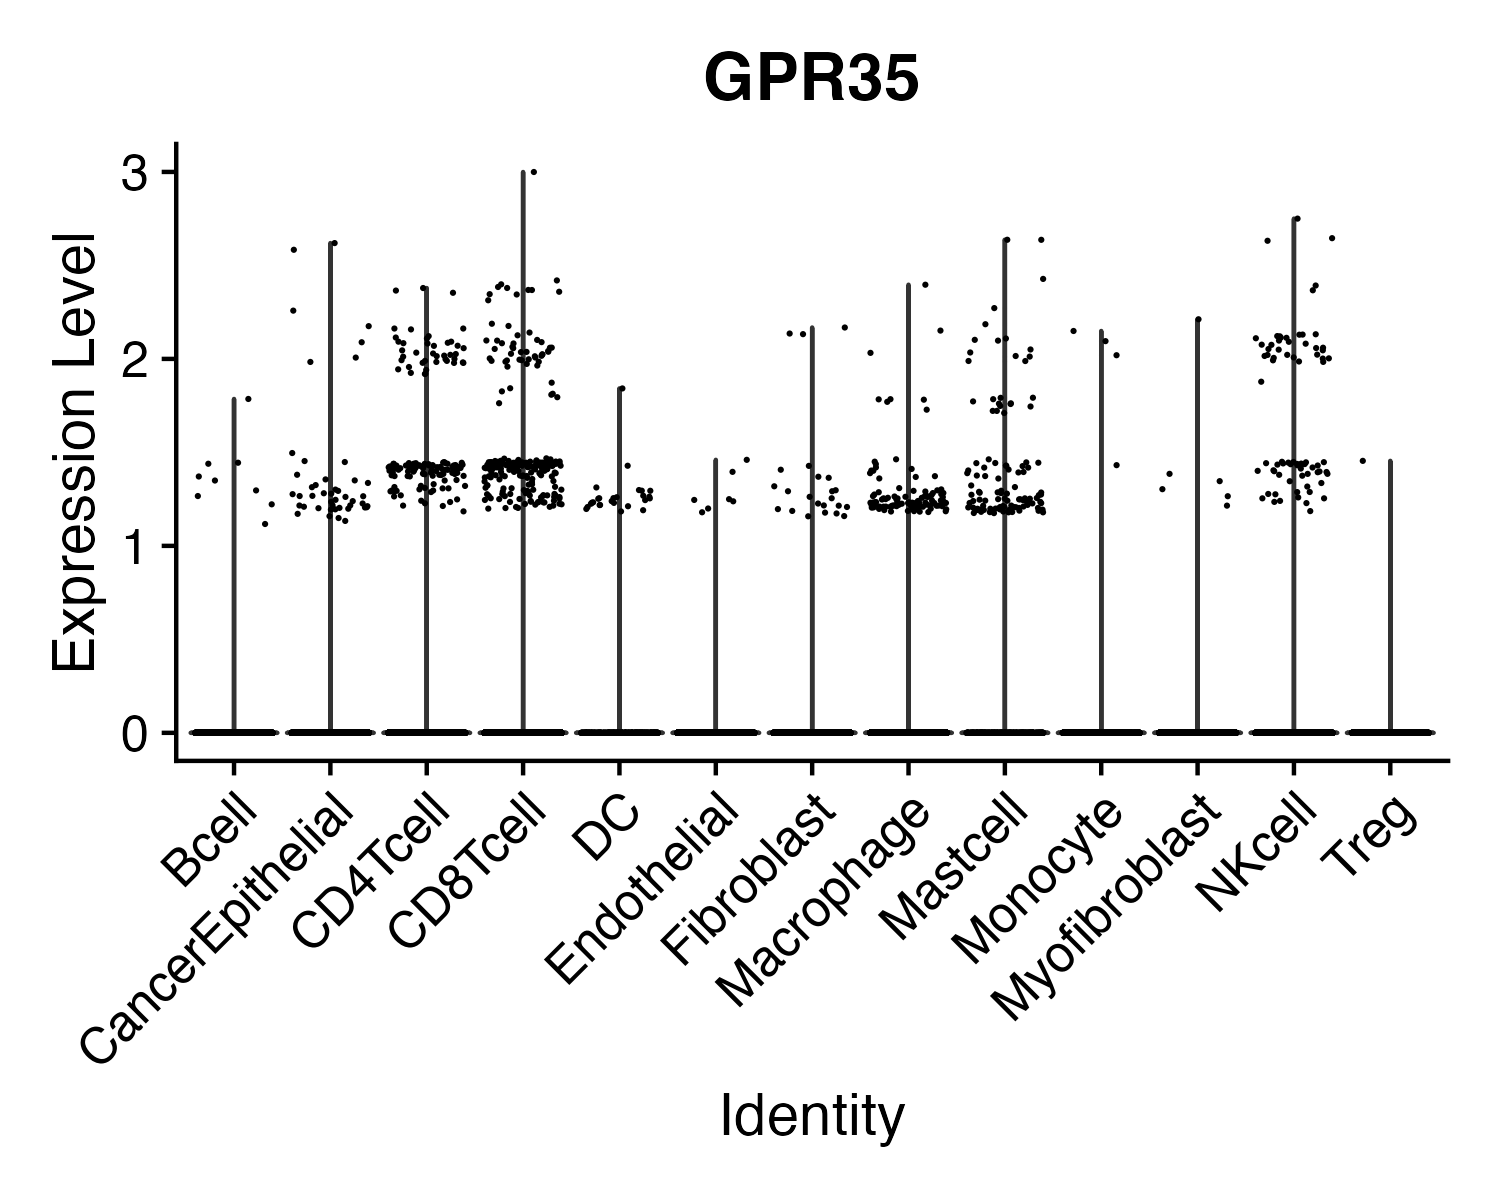 GPR35
Expression Level
3
2
1
0
Bcell
CancerEpithelial
CD4Tcell
CD8Tcell
DC
Endothelial
Fibroblast
Macrophage
Mastcell
Monocyte
Myofibroblast
NKcell
Treg
Identity